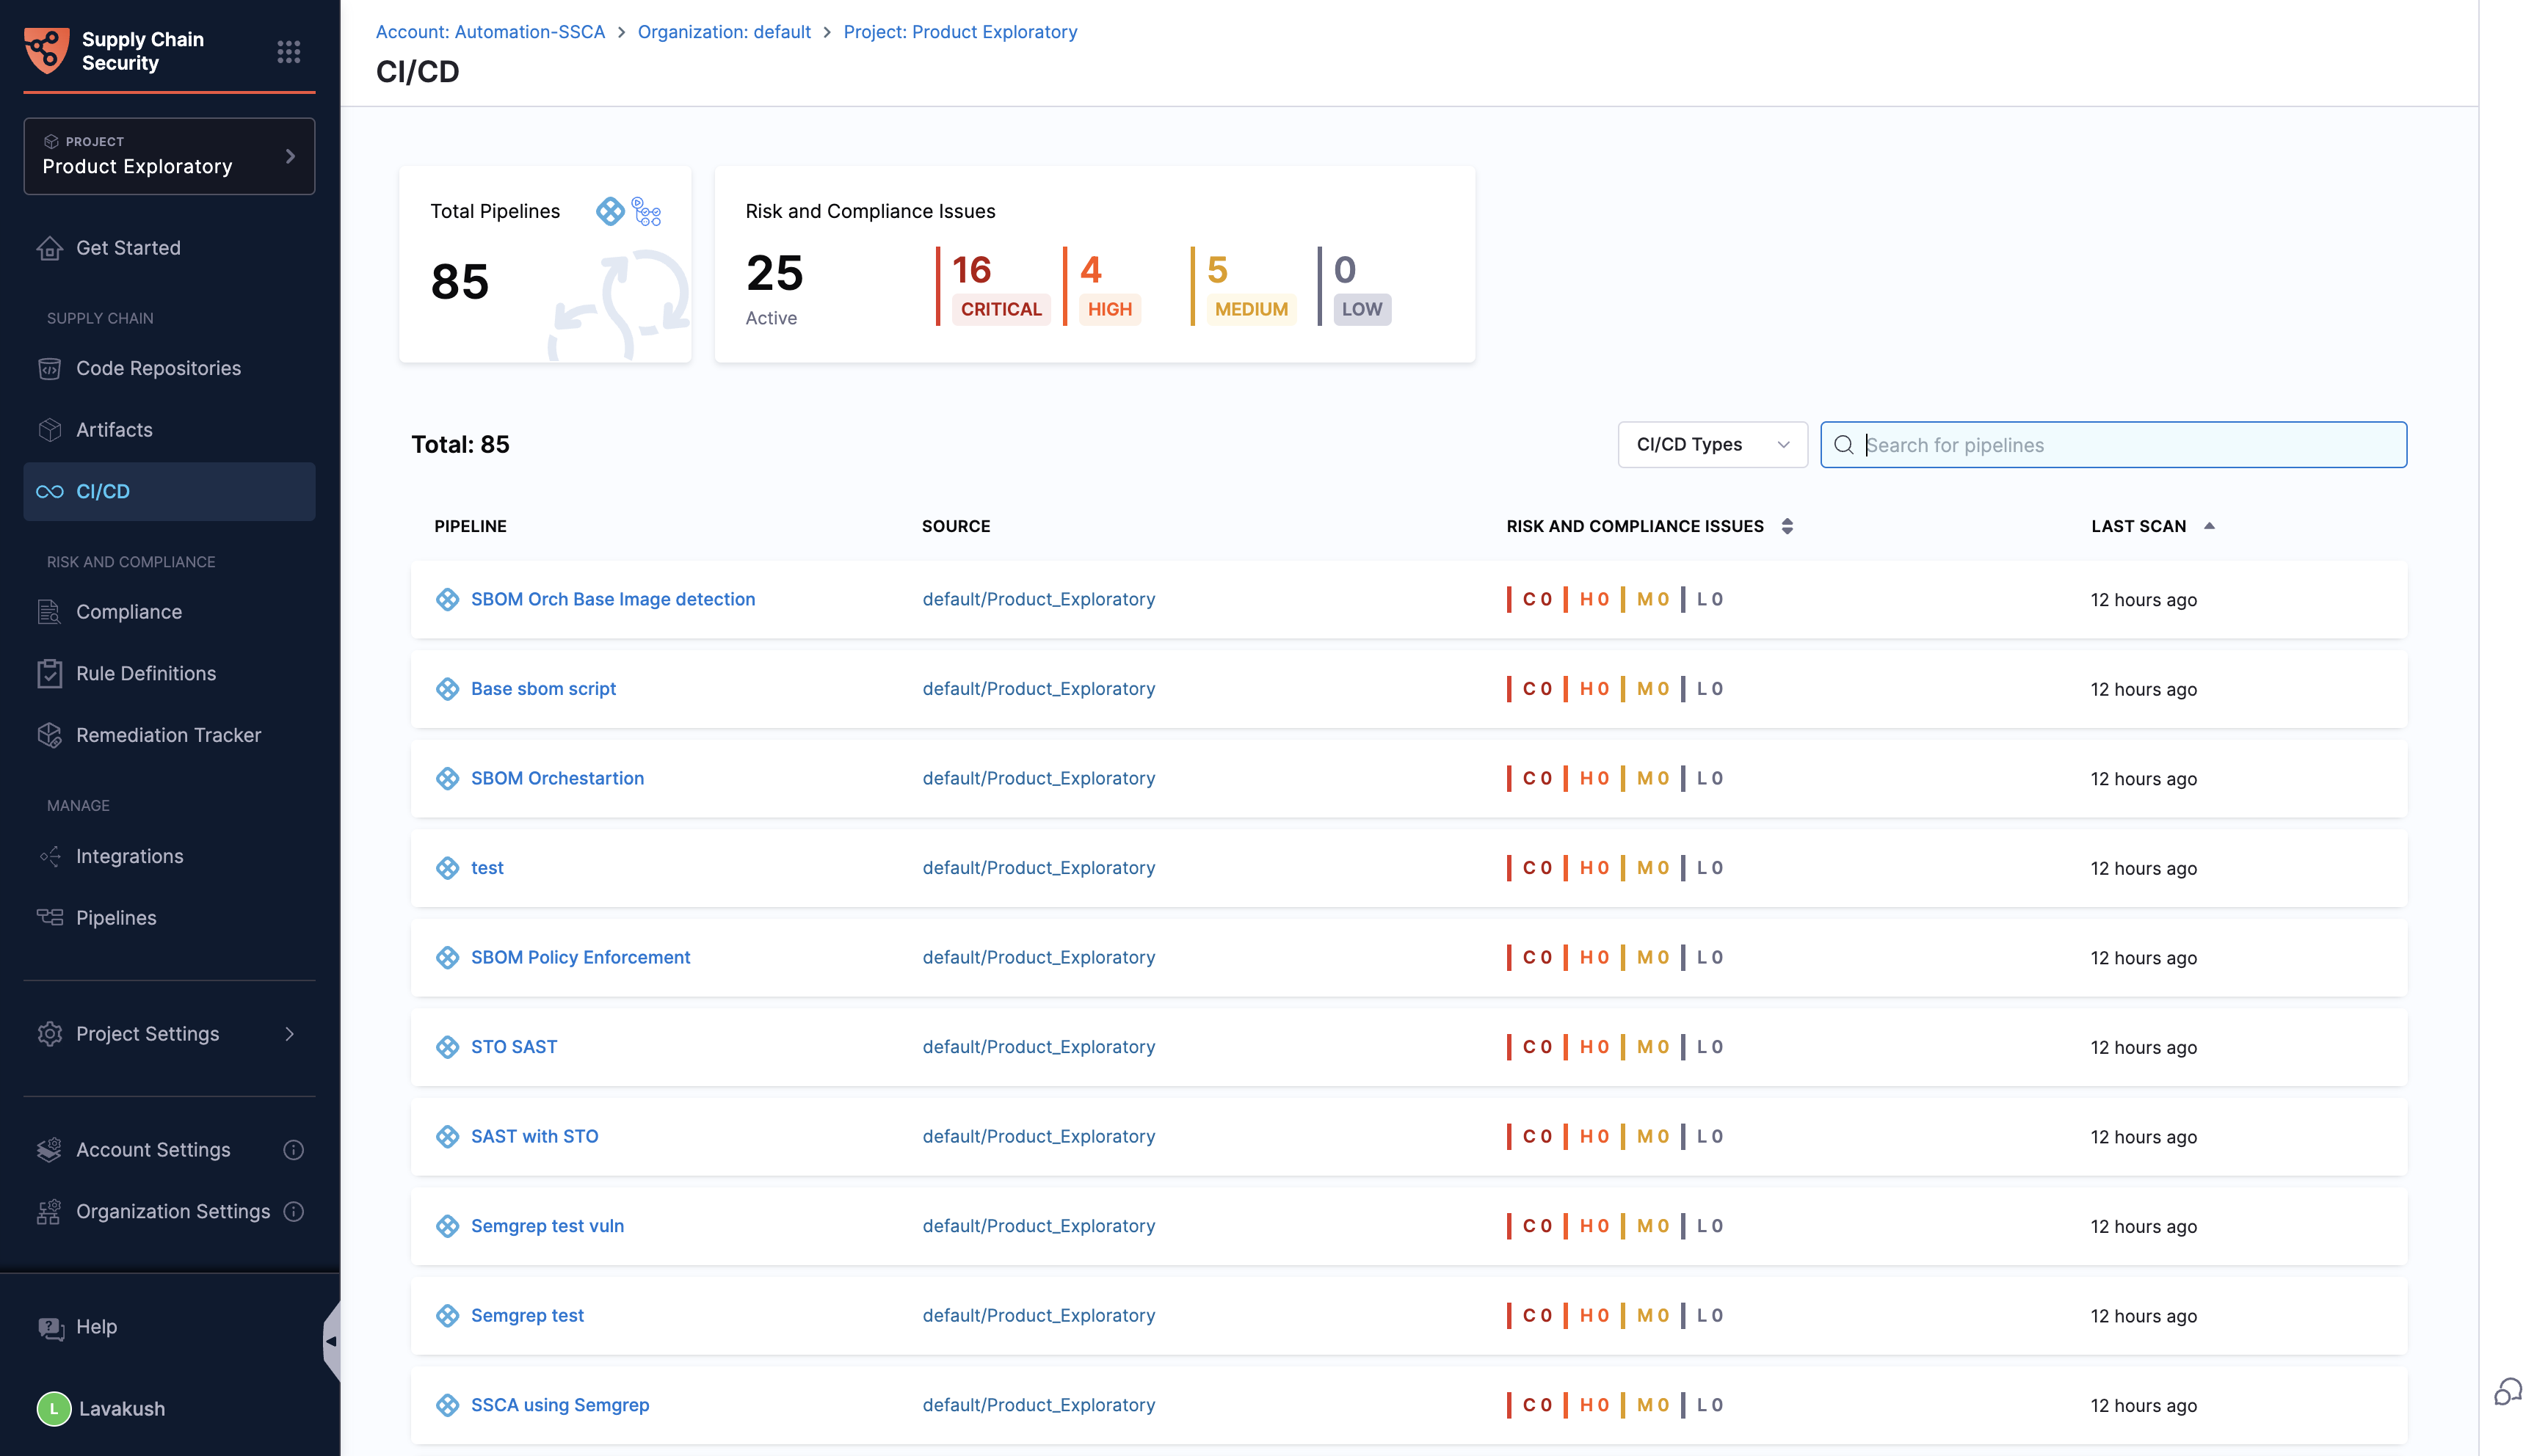 Supply Chain
Security
PROJECT
Product Exploratory
Get Started
SUPPLY CHAIN
Code Repositories
Artifacts
CI/CD
RISK AND COMPLIANCE
Compliance
Rule Definitions
Remediation Tracker
MANAGE
Integrations
Pipelines
Project Settings
Account Settings
Organization Settings
Help
L Lavakush
Account: Automation-SSCA > Organization: default > Project: Product Exploratory
CI/CD
Total Pipelines
85
Risk and Compliance Issues
25
Active
16 CRITICAL
4 HIGH
5 MEDIUM
0 LOW
Total: 85
CI/CD Types
Search for pipelines
PIPELINE SOURCE RISK AND COMPLIANCE ISSUES LAST SCAN
SBOM Orch Base Image detection default/Product_Exploratory C 0 H 0 M 0 L 0 12 hours ago
Base sbom script default/Product_Exploratory C 0 H 0 M 0 L 0 12 hours ago
SBOM Orchestartion default/Product_Exploratory C 0 H 0 M 0 L 0 12 hours ago
test default/Product_Exploratory C 0 H 0 M 0 L 0 12 hours ago
SBOM Policy Enforcement default/Product_Exploratory C 0 H 0 M 0 L 0 12 hours ago
STO SAST default/Product_Exploratory C 0 H 0 M 0 L 0 12 hours ago
SAST with STO default/Product_Exploratory C 0 H 0 M 0 L 0 12 hours ago
Semgrep test vuln default/Product_Exploratory C 0 H 0 M 0 L 0 12 hours ago
Semgrep test default/Product_Exploratory C 0 H 0 M 0 L 0 12 hours ago
SSCA using Semgrep default/Product_Exploratory C 0 H 0 M 0 L 0 12 hours ago